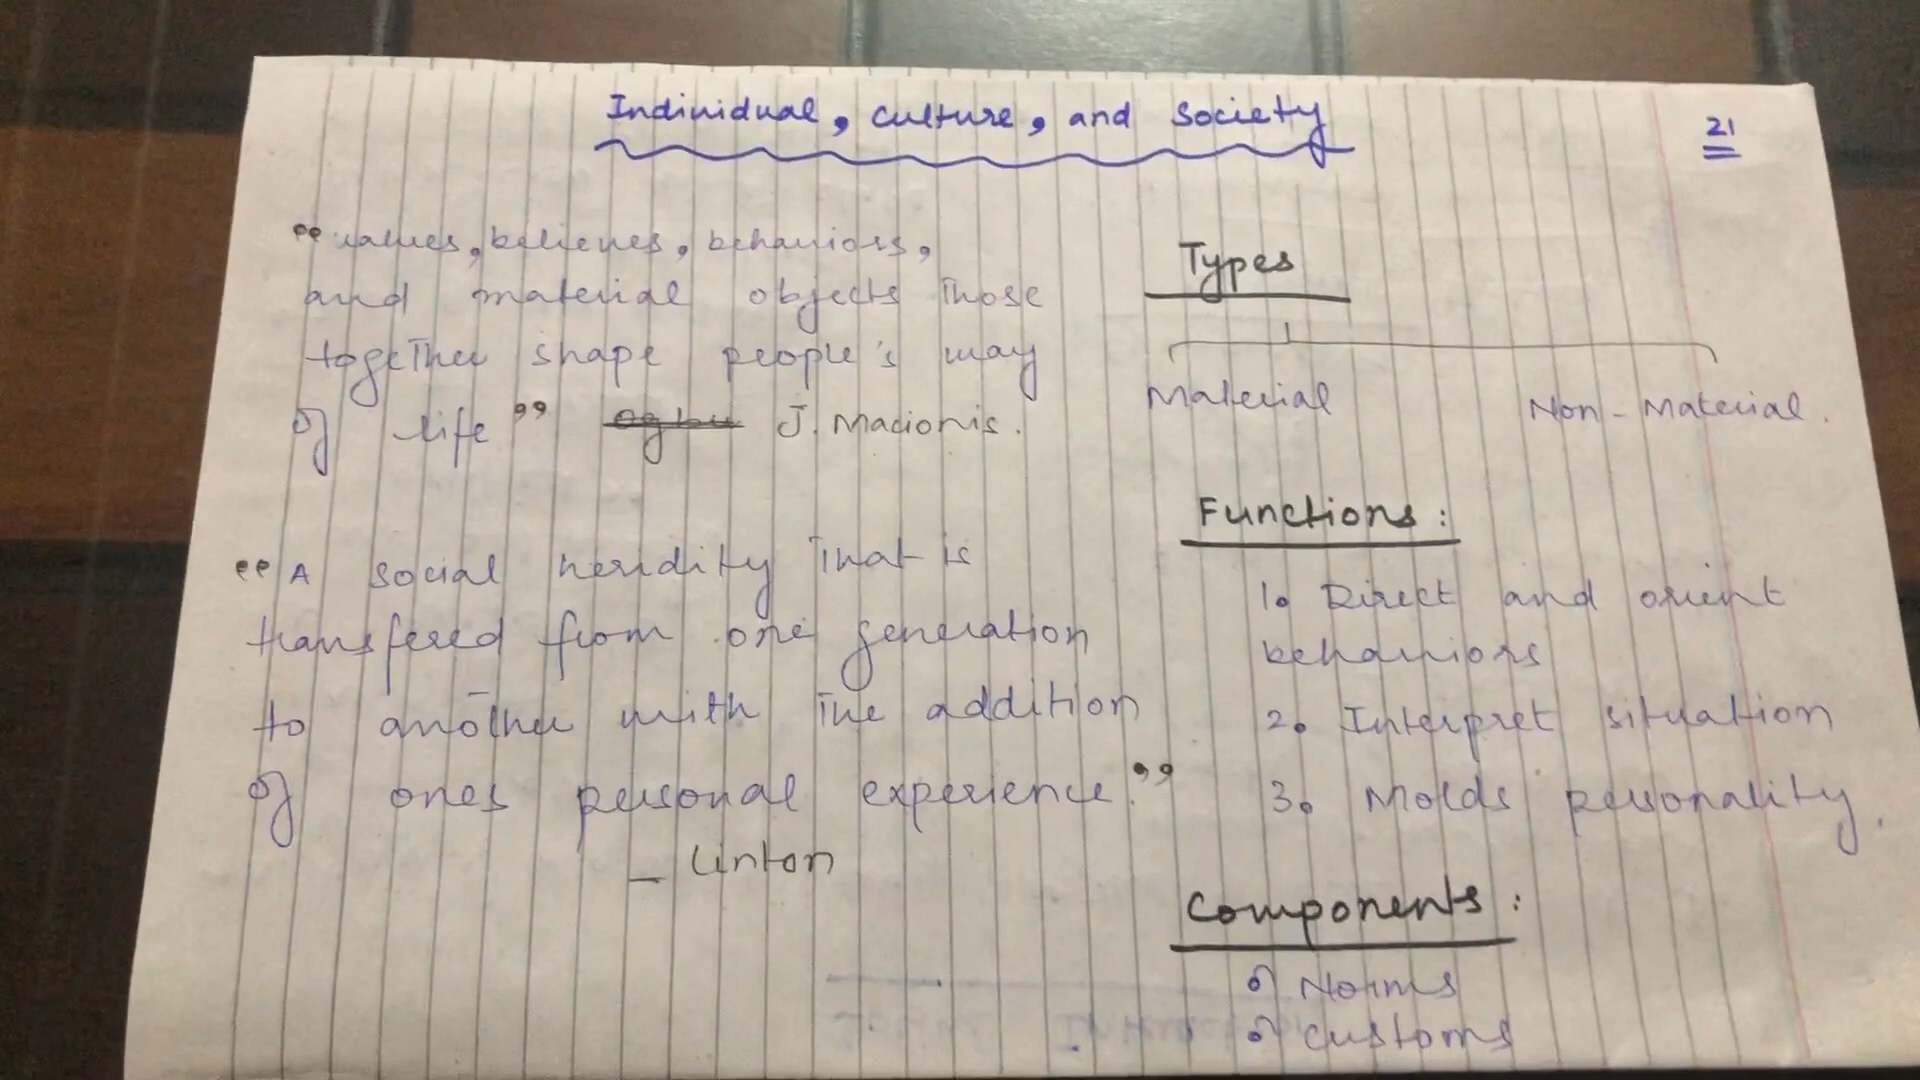 Individual, culture, and society
21
"values, believes, behaviors,
and material objects those
together shape people's way
of life" J. Macionis.
"A social heridity that is
transfered from one generation
to another with the addition
of ones personal experience."
_ Linton
Types
Material
Non-Material.
Functions:
1. Direct and orient
behaviors
2. Interpret situation
3. Molds personality.
Components:
Norms
customs